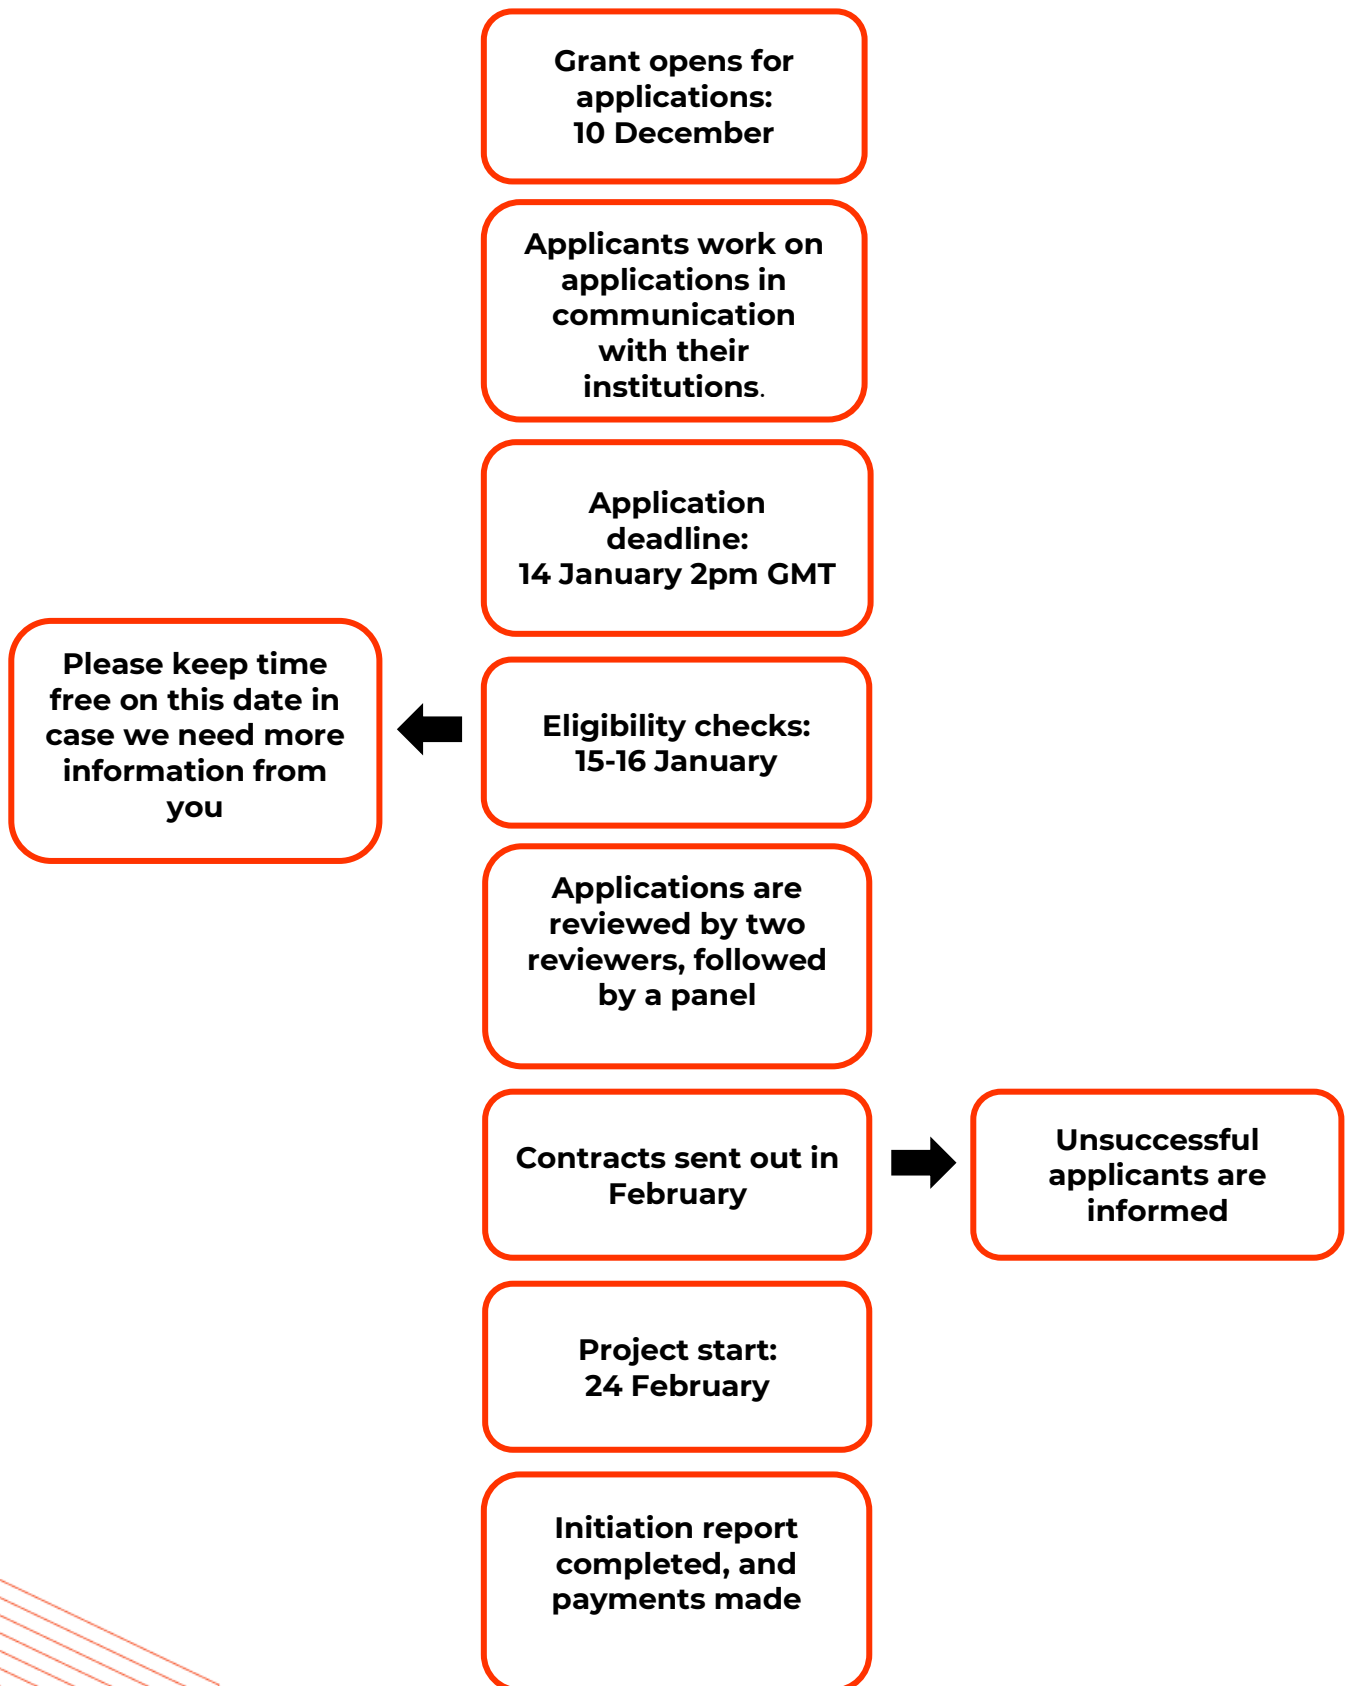 Grant opens for
applications:
10 December
Applicants work on
applications in
communication
with their
institutions.
Application
deadline:
14 January 2pm GMT
Please keep time
free on this date in
case we need more
information from
you
Eligibility checks:
15-16 January
Applications are
reviewed by two
reviewers, followed
by a panel
Contracts sent out in
February
Unsuccessful
applicants are
informed
Project start:
24 February
Initiation report
completed, and
payments made